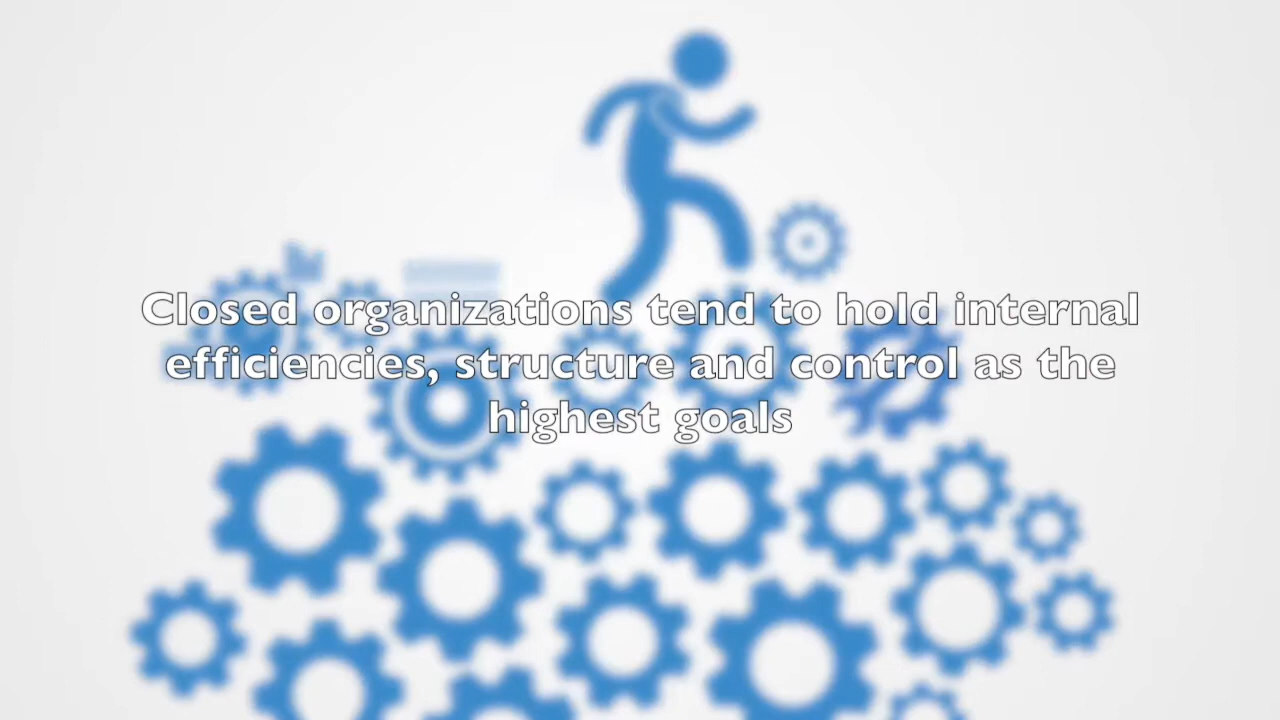 Closed organizations tend to hold internal
efficiencies, structure and control as the
highest goals